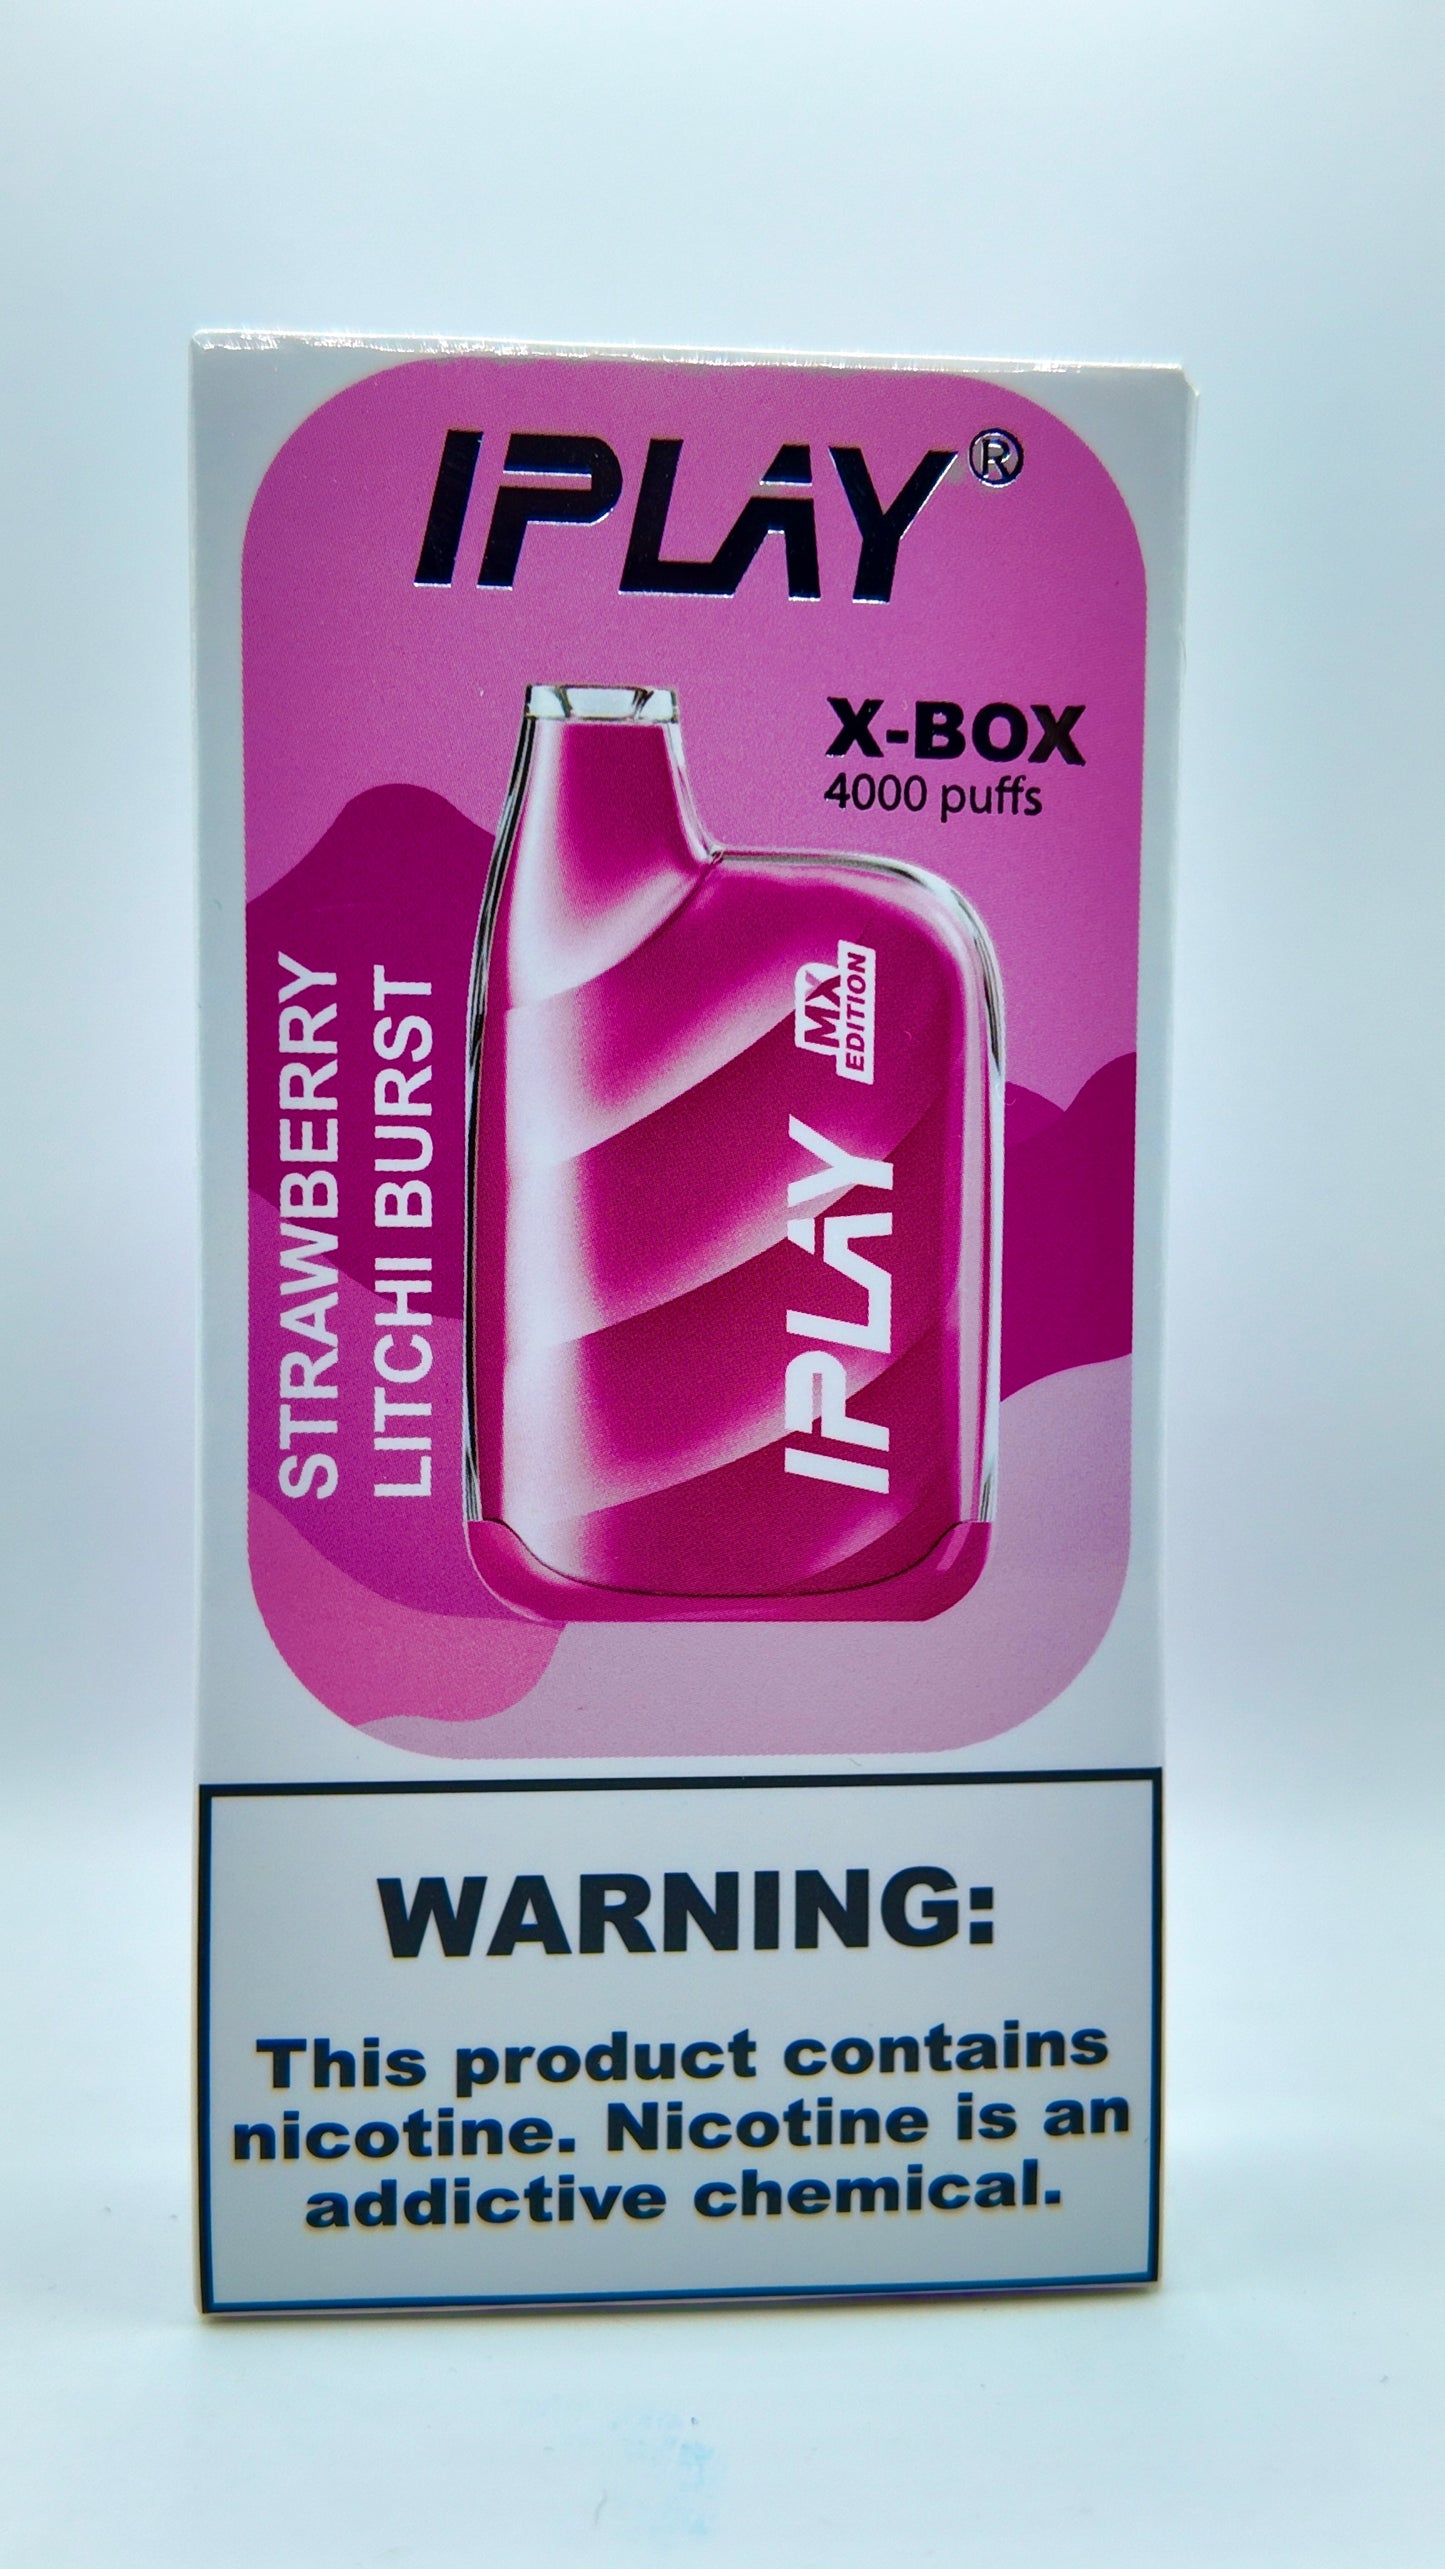 IPLAY®
X-BOX
4000 puffs
STRAWBERRY
LITCHI BURST
MX
EDITION
IPLAY
WARNING:
This product contains
nicotine. Nicotine is an
addictive chemical.